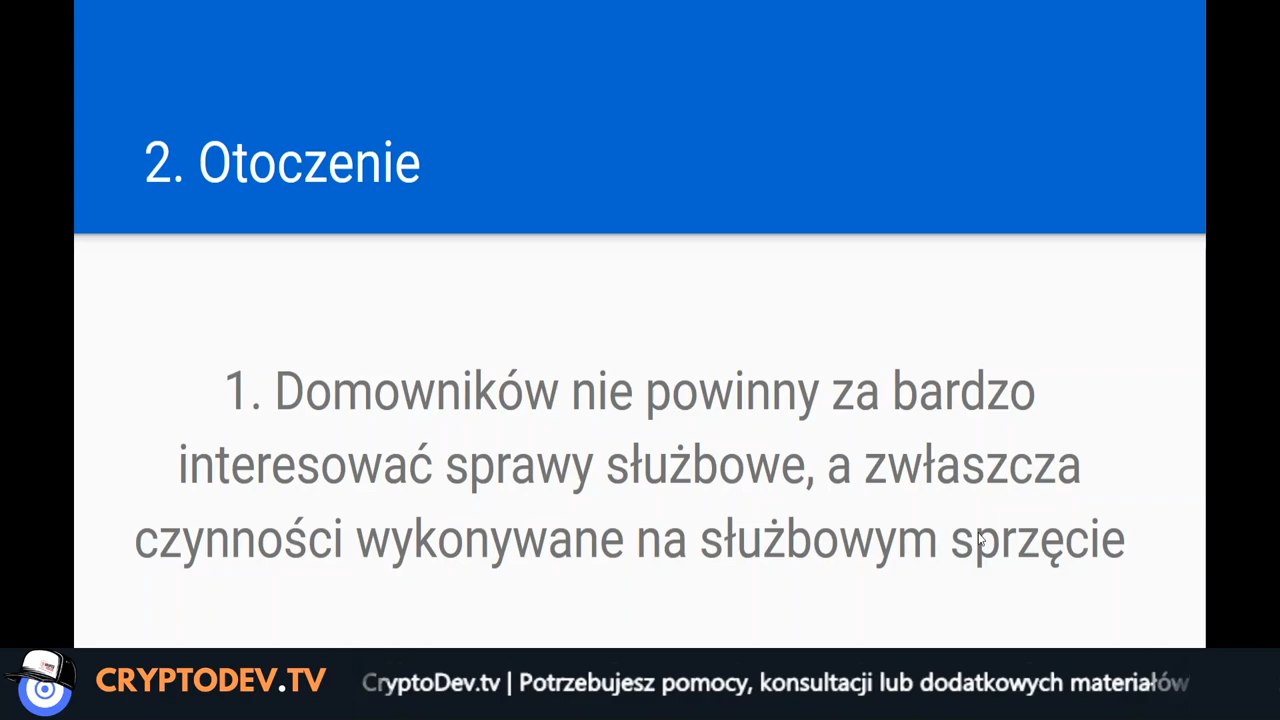 2. Otoczenie
1. Domowników nie powinny za bardzo
interesować sprawy służbowe, a zwłaszcza
czynności wykonywane na służbowym sprzęcie
CRYPTODEV.TV
CryptoDev.tv | Potrzebujesz pomocy, konsultacji lub dodatkowych materiałów